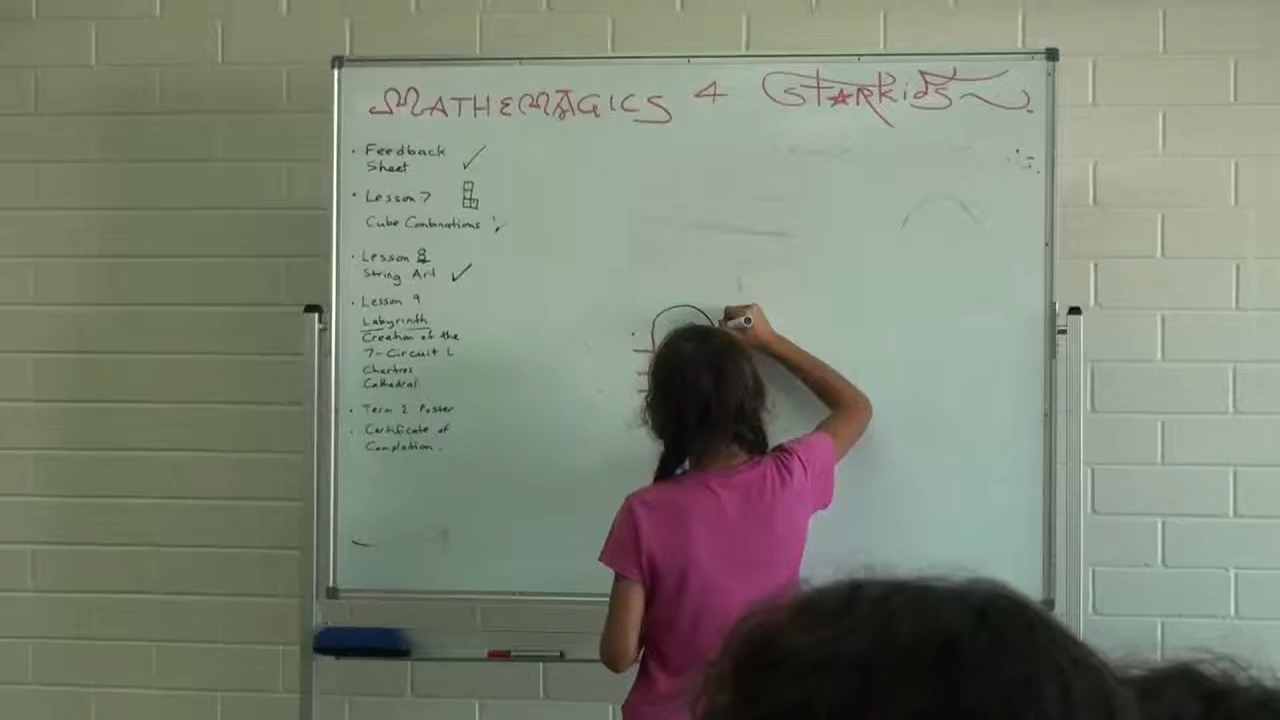 MATHEMAGICS 4 STARKidS
• Feedback
Sheet ✓
• Lesson 7
Cube Combinations
• Lesson 8
String Art ✓
• Lesson 9
Labyrinth
Creation of the
7-Circuit L
Chartres
Cathedral
• Term 2 Poster
• Certificate of
Completion.